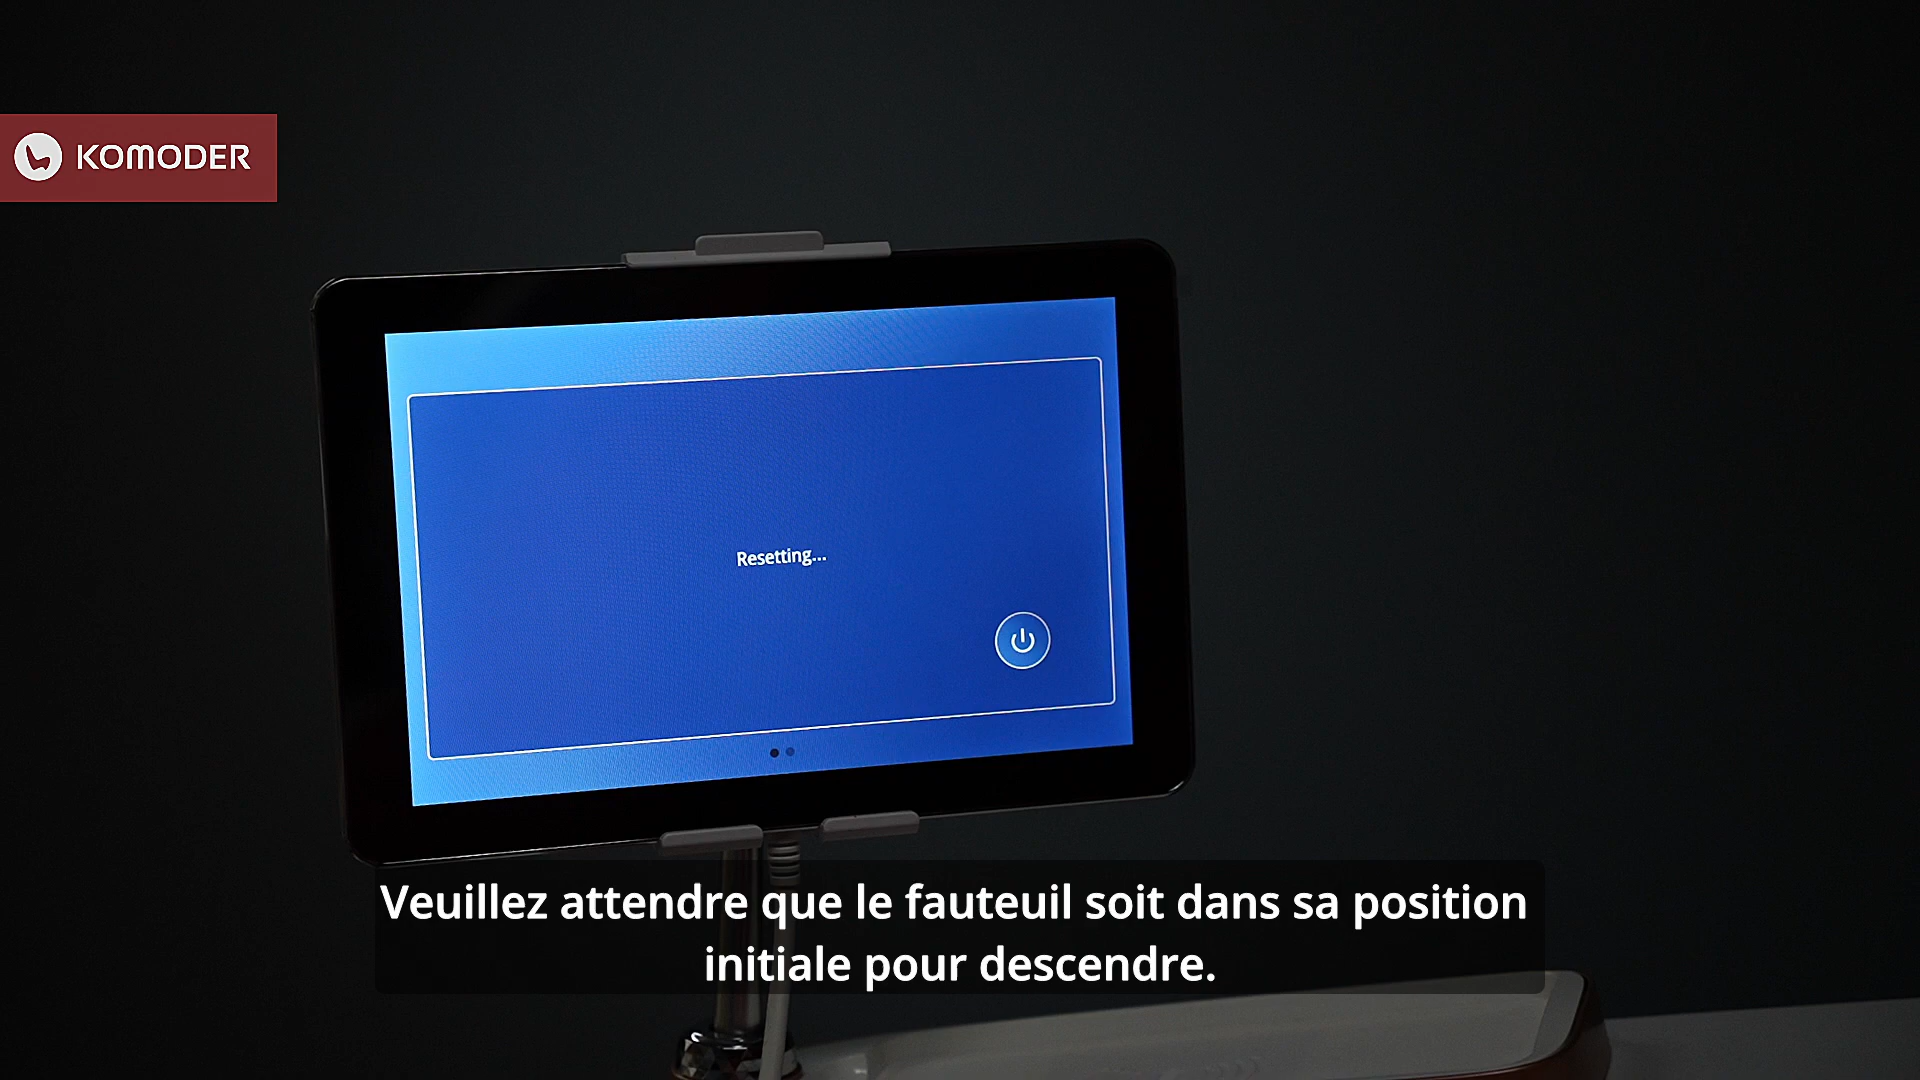 KOMODER
Resetting...
Veuillez attendre que le fauteuil soit dans sa position
initiale pour descendre.